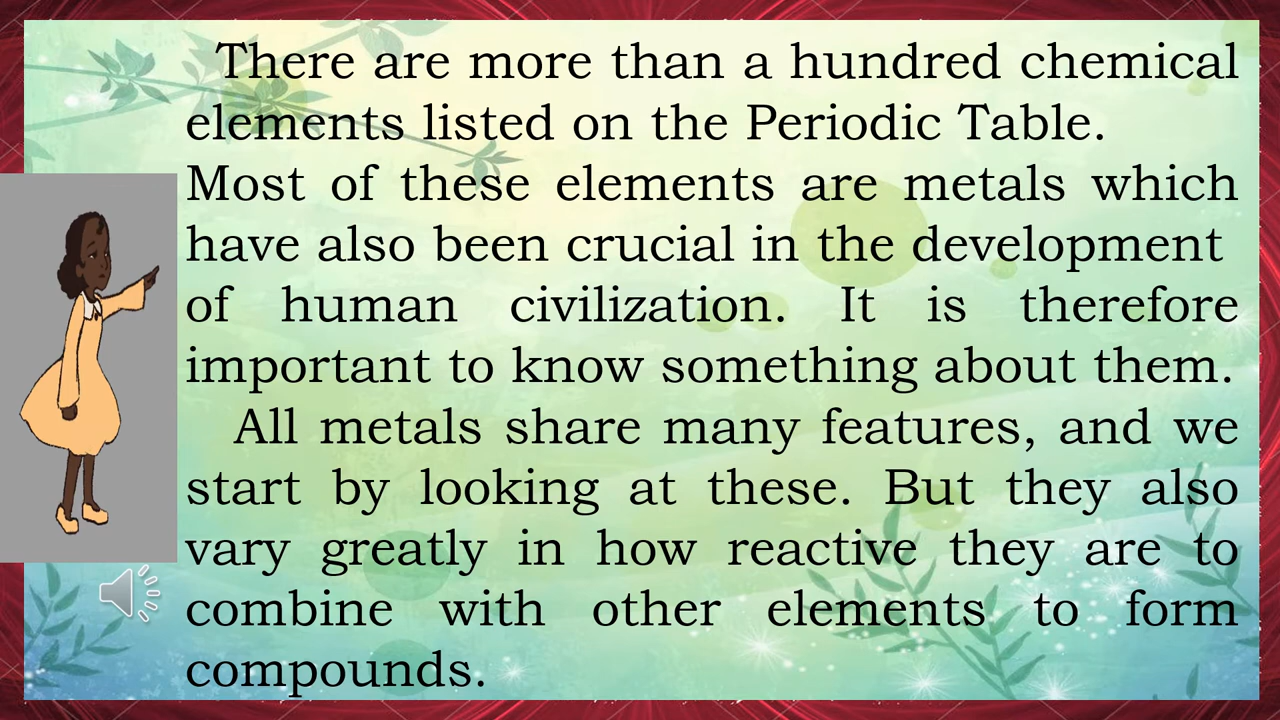 There are more than a hundred chemical
elements listed on the Periodic Table.
Most of these elements are metals which
have also been crucial in the development
of human civilization. It is therefore
important to know something about them.
All metals share many features, and we
start by looking at these. But they also
vary greatly in how reactive they are to
combine with other elements to form
compounds.